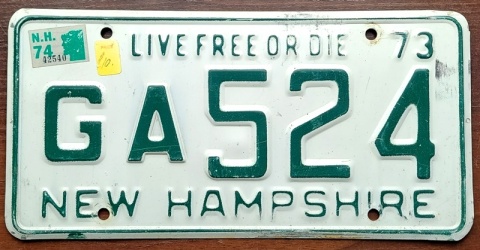 N.H.
74
42540
LIVE FREE OR DIE 73
GA524
NEW HAMPSHIRE